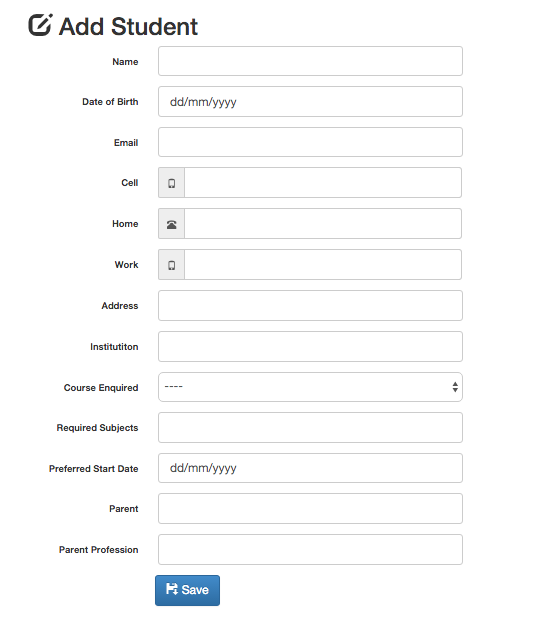 Add Student
Name
Date of Birth dd/mm/yyyy
Email
Cell
Home
Work
Address
Institutiton
Course Enquired ----
Required Subjects
Preferred Start Date dd/mm/yyyy
Parent
Parent Profession
Save